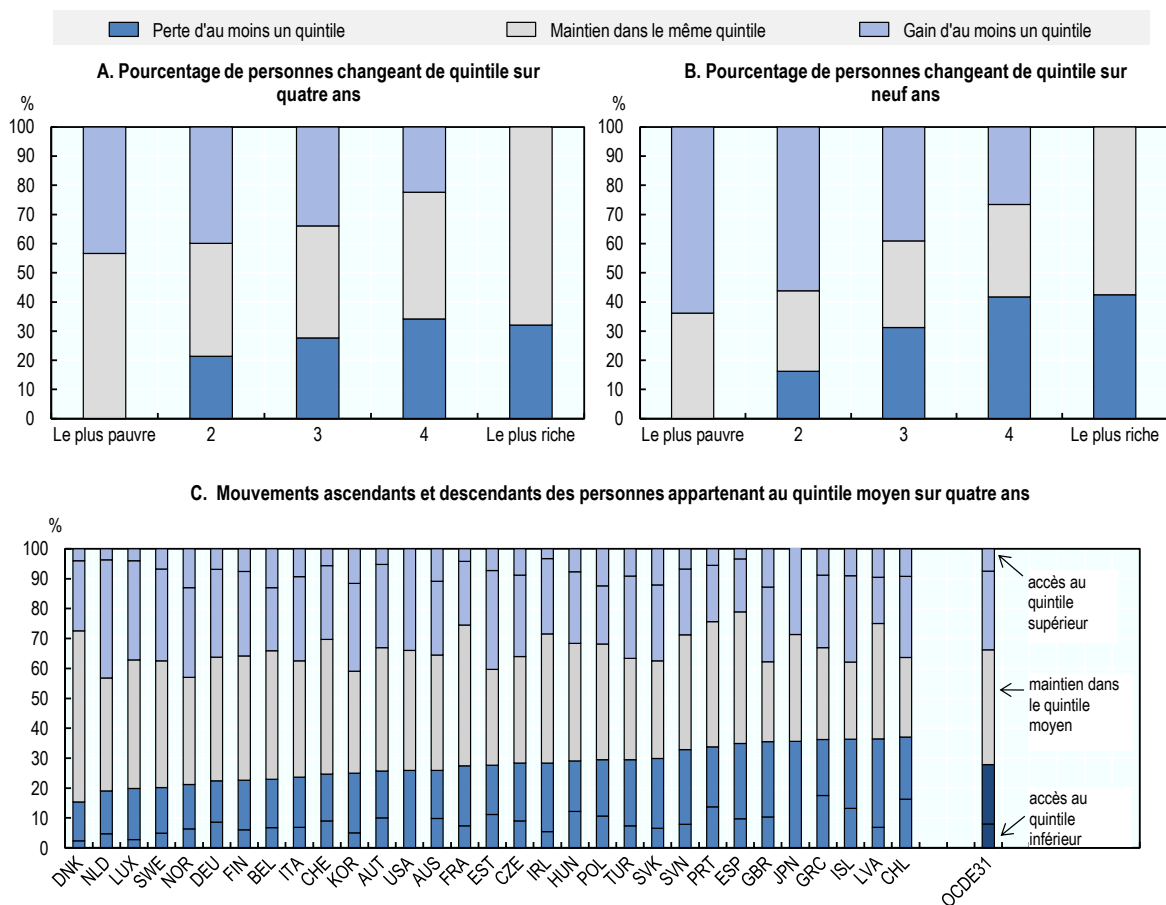 Perte d'au moins un quintile
Maintien dans le même quintile
Gain d'au moins un quintile
A. Pourcentage de personnes changeant de quintile sur
quatre ans
%
100
90
80
70
60
50
40
30
20
10
0
Le plus pauvre 2 3 4 Le plus riche
B. Pourcentage de personnes changeant de quintile sur
neuf ans
%
100
90
80
70
60
50
40
30
20
10
0
Le plus pauvre 2 3 4 Le plus riche
C. Mouvements ascendants et descendants des personnes appartenant au quintile moyen sur quatre ans
%
100
90
80
70
60
50
40
30
20
10
0
accès au
quintile
supérieur
maintien dans
le quintile
moyen
accès au
quintile
inférieur
DNK NLD LUX SWE NOR DEU FIN BEL ITA CHE KOR AUT USA AUS FRA EST CZE IRL HUN POL TUR SVK SVN PRT ESP GBR JPN GRC ISL LVA CHL OCDE31